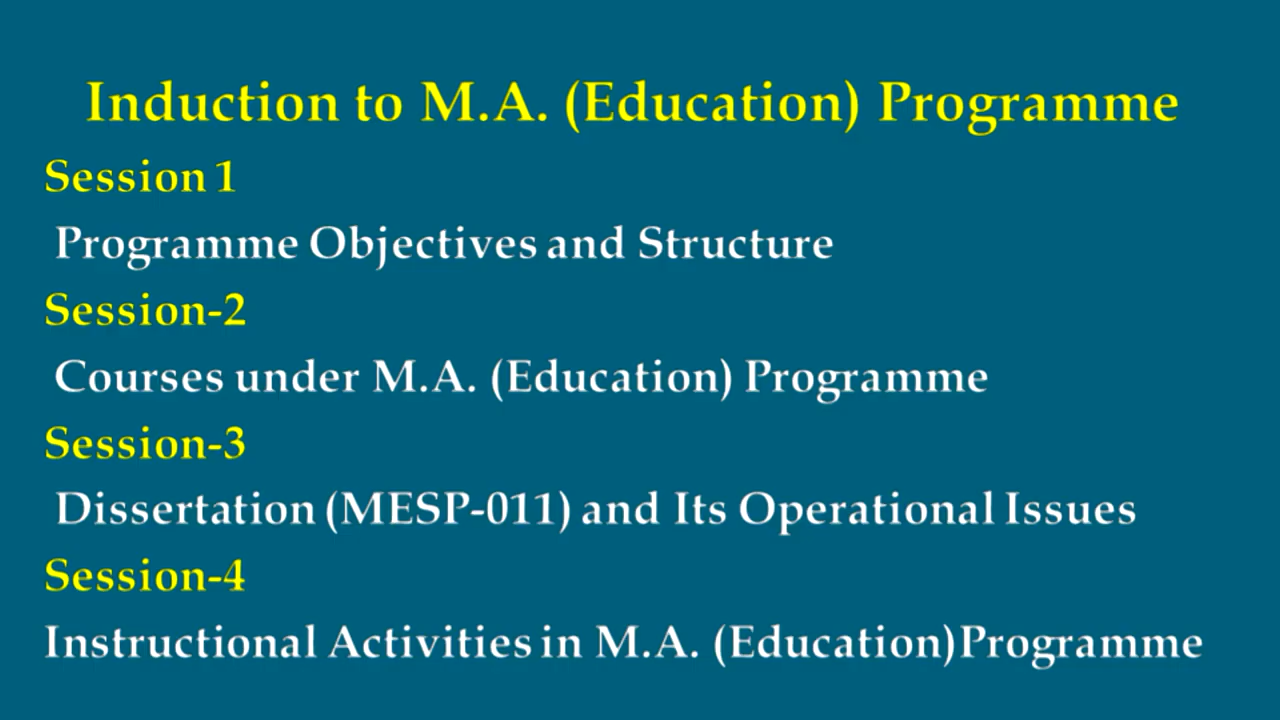 Induction to M.A. (Education) Programme
Session 1
Programme Objectives and Structure
Session-2
Courses under M.A. (Education) Programme
Session-3
Dissertation (MESP-011) and Its Operational Issues
Session-4
Instructional Activities in M.A. (Education)Programme